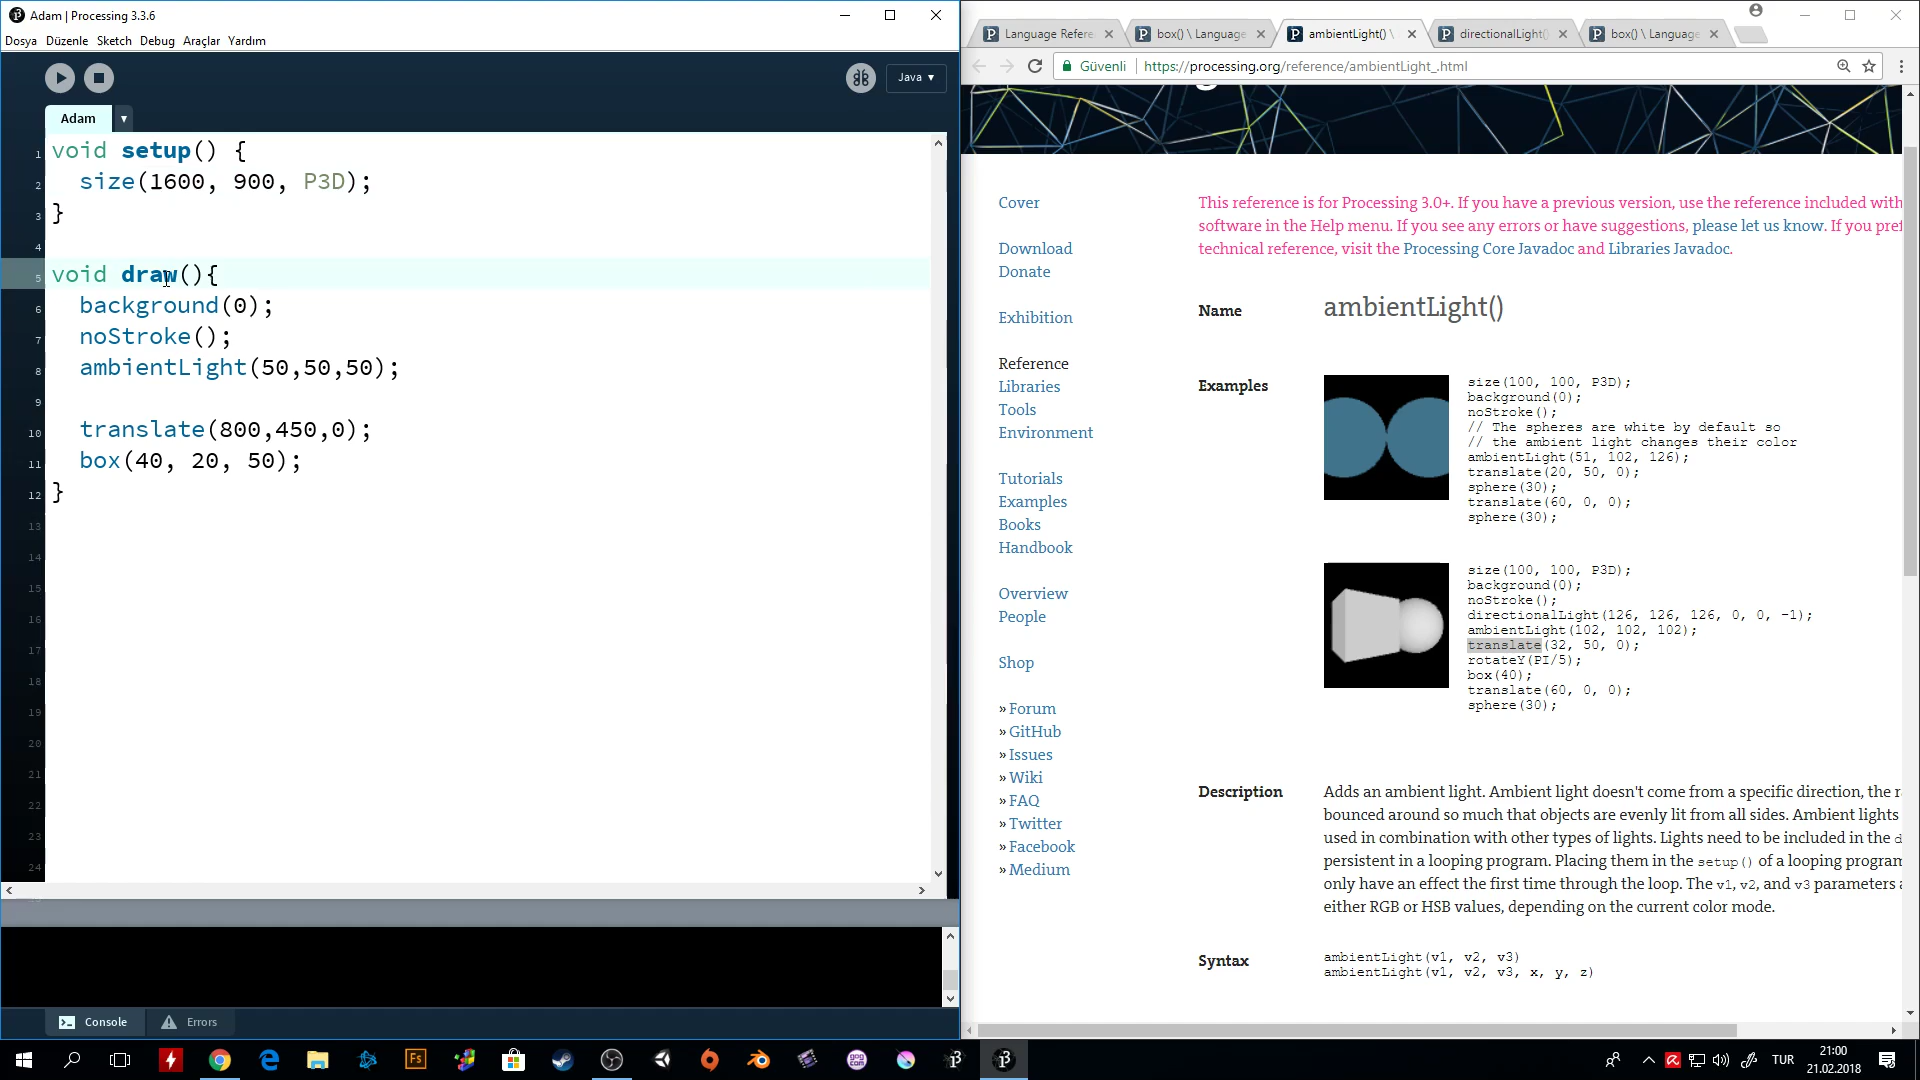 Adam | Processing 3.3.6
Dosya Düzenle Sketch Debug Araçlar Yardım
Java ▾
Adam ▾
1 void setup() {
2 size(1600, 900, P3D);
3 }
4
5 void draw(){
6 background(0);
7 noStroke();
8 ambientLight(50,50,50);
9
10 translate(800,450,0);
11 box(40, 20, 50);
12 }
13
14
15
16
17
18
19
20
21
22
23
24
Console Errors
Language Refere box() \ Language ambientLight() \ directionalLight( box() \ Language
Güvenli https://processing.org/reference/ambientLight_.html
Cover
Download
Donate
Exhibition
Reference
Libraries
Tools
Environment
Tutorials
Examples
Books
Handbook
Overview
People
Shop
» Forum
» GitHub
» Issues
» Wiki
» FAQ
» Twitter
» Facebook
» Medium
This reference is for Processing 3.0+. If you have a previous version, use the reference included with
software in the Help menu. If you see any errors or have suggestions, please let us know. If you pref
technical reference, visit the Processing Core Javadoc and Libraries Javadoc.
Name ambientLight()
Examples
size(100, 100, P3D);
background(0);
noStroke();
// The spheres are white by default so
// the ambient light changes their color
ambientLight(51, 102, 126);
translate(20, 50, 0);
sphere(30);
translate(60, 0, 0);
sphere(30);
size(100, 100, P3D);
background(0);
noStroke();
directionalLight(126, 126, 126, 0, 0, -1);
ambientLight(102, 102, 102);
translate(32, 50, 0);
rotateY(PI/5);
box(40);
translate(60, 0, 0);
sphere(30);
Description Adds an ambient light. Ambient light doesn't come from a specific direction, the r
bounced around so much that objects are evenly lit from all sides. Ambient lights
used in combination with other types of lights. Lights need to be included in the d
persistent in a looping program. Placing them in the setup() of a looping program
only have an effect the first time through the loop. The v1, v2, and v3 parameters a
either RGB or HSB values, depending on the current color mode.
Syntax
ambientLight(v1, v2, v3)
ambientLight(v1, v2, v3, x, y, z)
Fs
TUR
21:00
21.02.2018